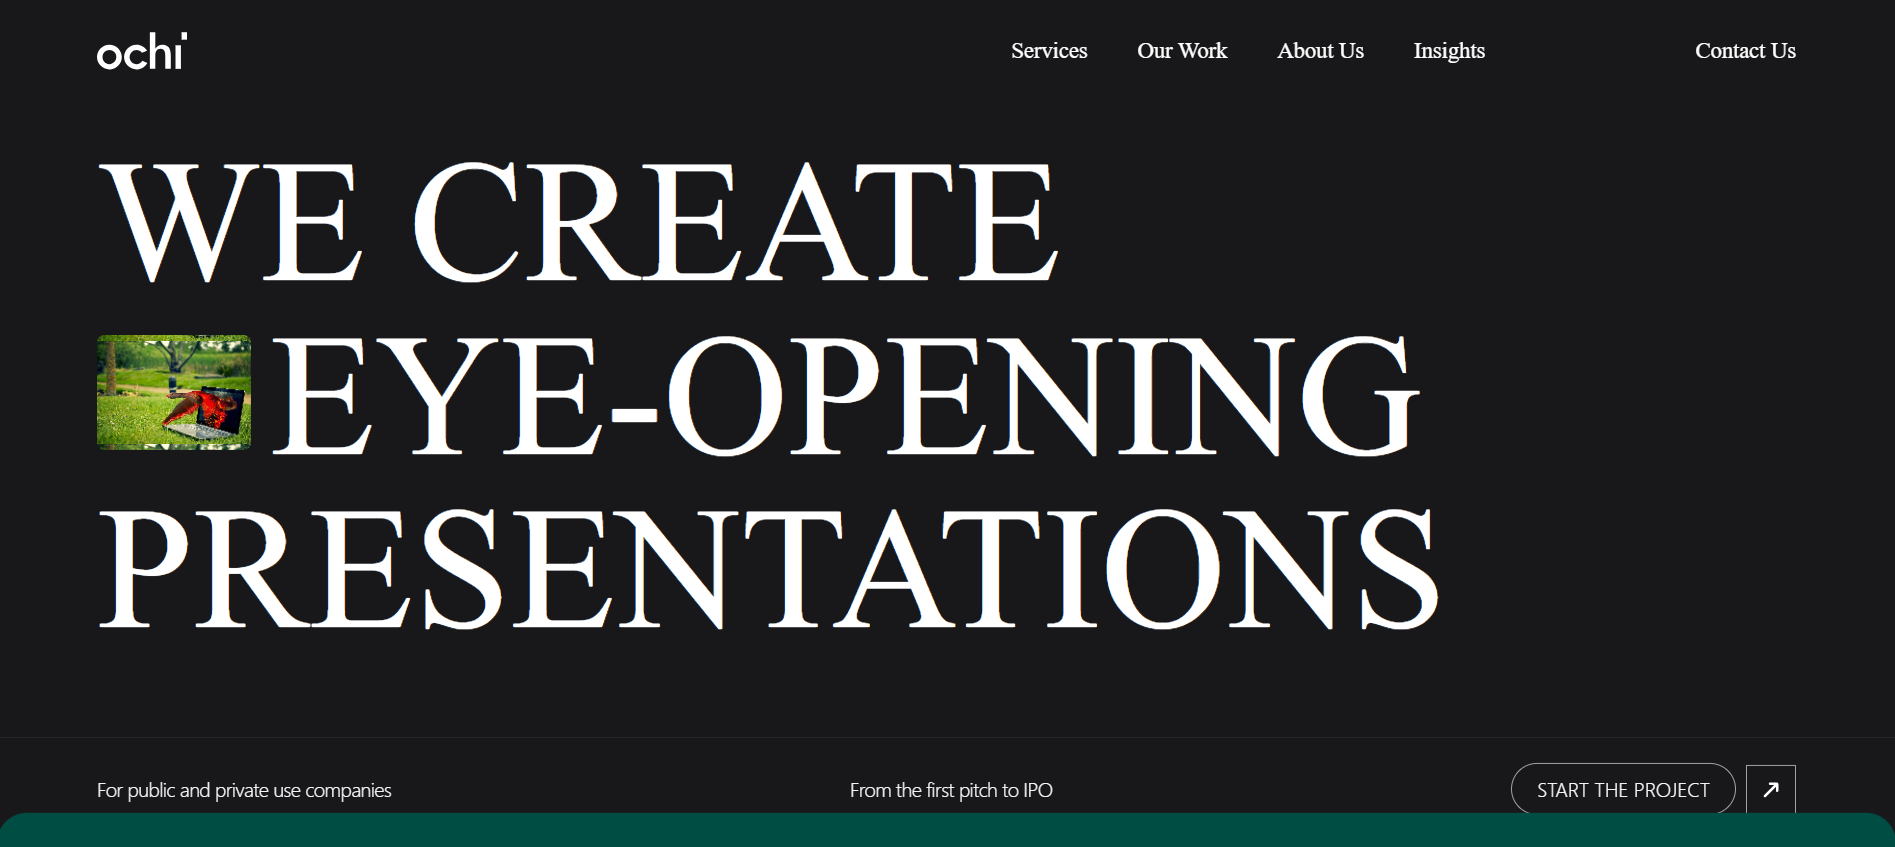 ochi
Services Our Work About Us Insights Contact Us
WE CREATE
EYE-OPENING
PRESENTATIONS
For public and private use companies
From the first pitch to IPO
START THE PROJECT